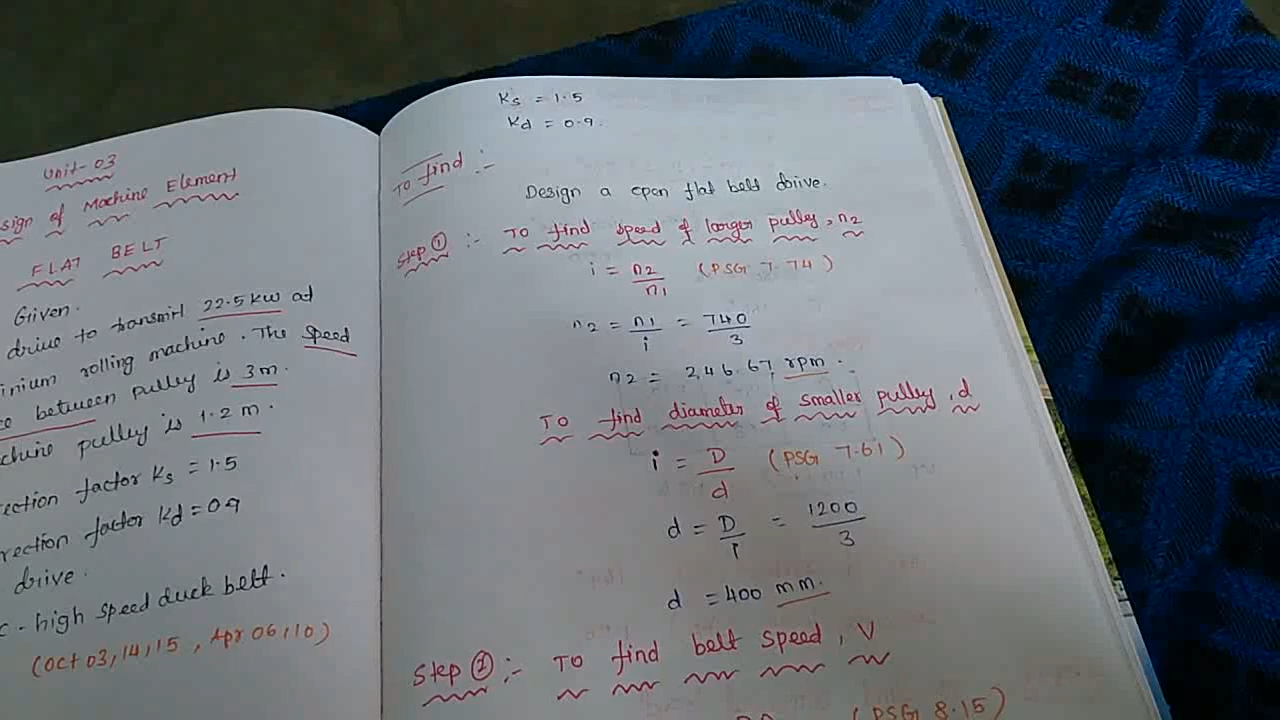 Unit-03
sign of Machine Element
FLAT BELT
Given.
drive to transmit 22.5 kw at
inium rolling machine. The speed
ce between pulley is 3m.
chine pulley is 1.2 m.
rection factor Ks = 1.5
rrection factor Kd = 0.9
drive.
c - high speed duck belt.
(Oct 03,14,15, Apr 06,10)
Ks = 1.5
Kd = 0.9.
To find :-
Design a open flat belt drive.
Step ① :- To find speed of larger pulley, n2
i = n2/n1 (PSG 7.74)
n2 = n1/i = 740/3
n2 = 246.67 rpm.
To find diameter of smaller pulley, d
i = D/d (PSG 7.61)
d = D/i = 1200/3
d = 400 mm.
Step ② :- To find belt speed, V
(PSG 8.15)